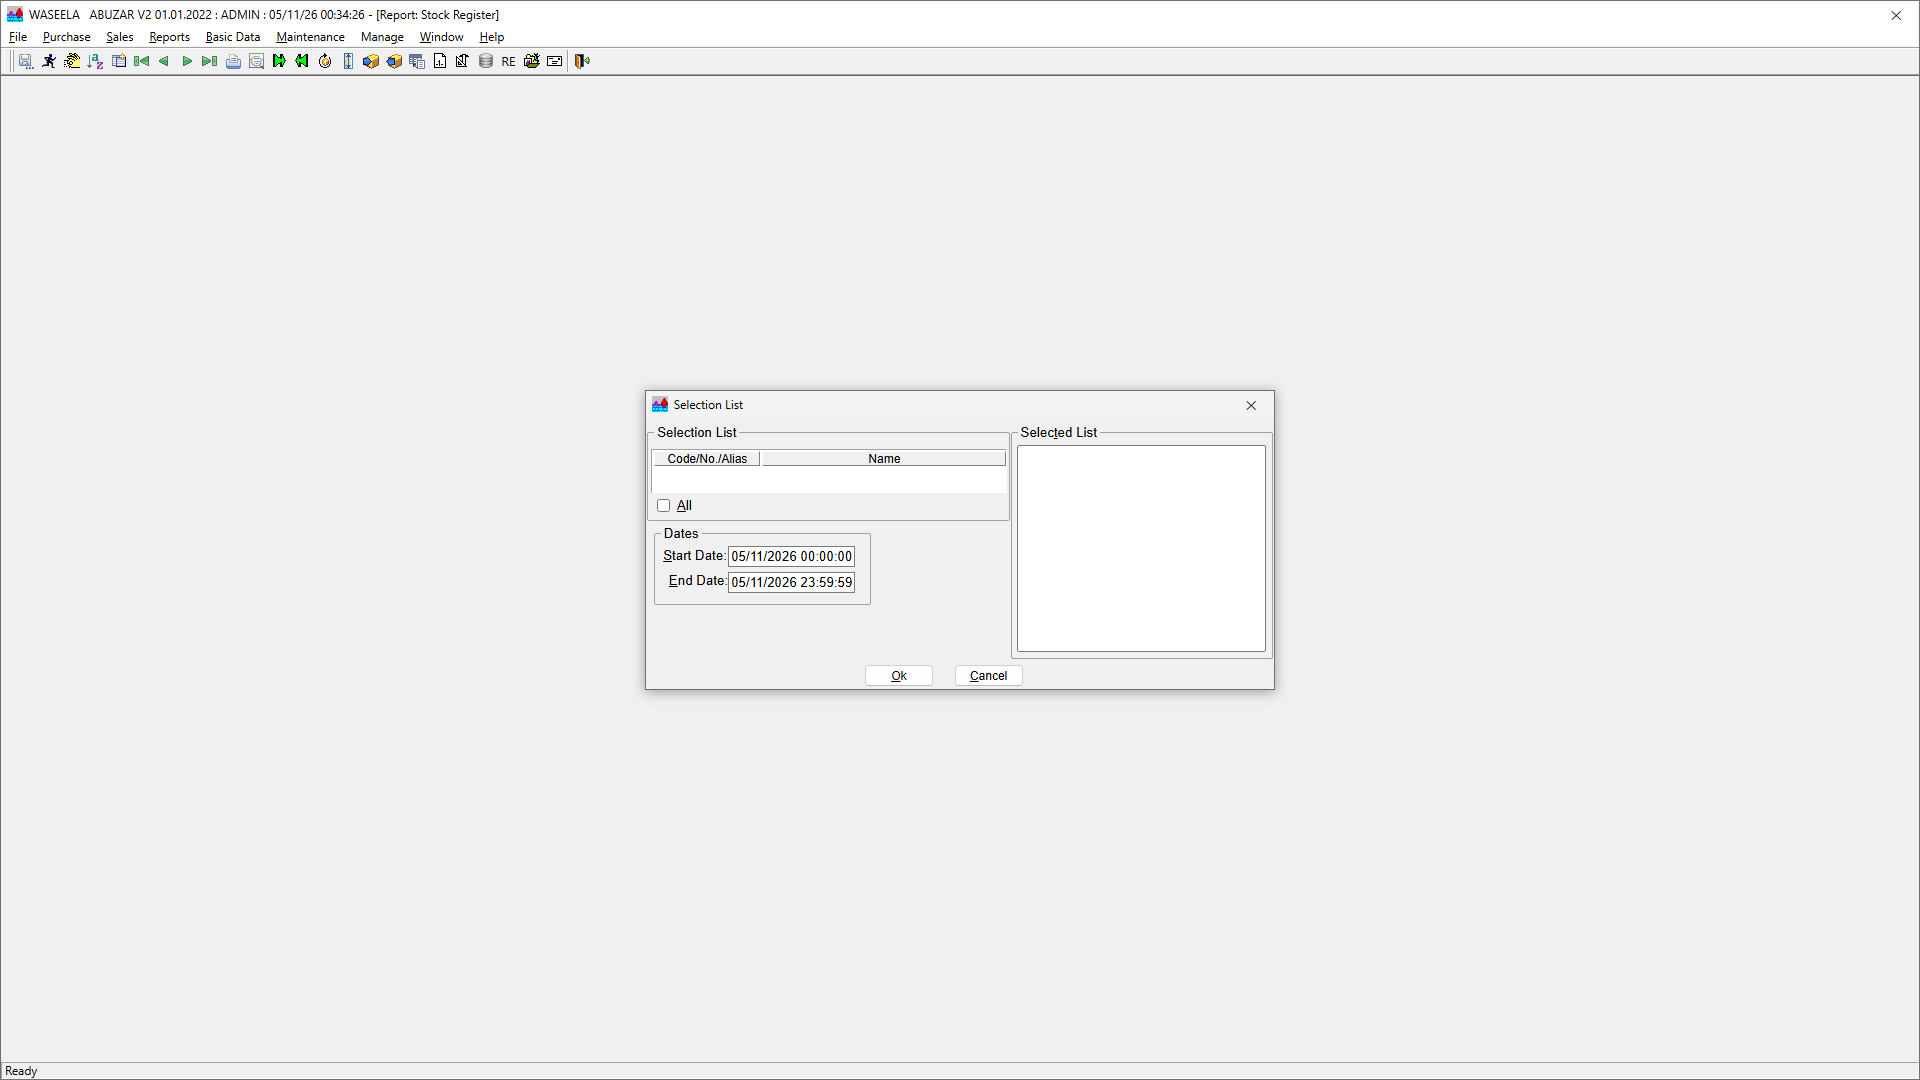 WASEELA   ABUZAR V2 01.01.2022 : ADMIN : 05/11/26 00:34:26 - [Report: Stock Register]
File Purchase Sales Reports Basic Data Maintenance Manage Window Help
RE
Selection List
Selection List
Code/No./Alias Name
All
Dates
Start Date: 05/11/2026 00:00:00
End Date: 05/11/2026 23:59:59
Selected List
Ok Cancel
Ready